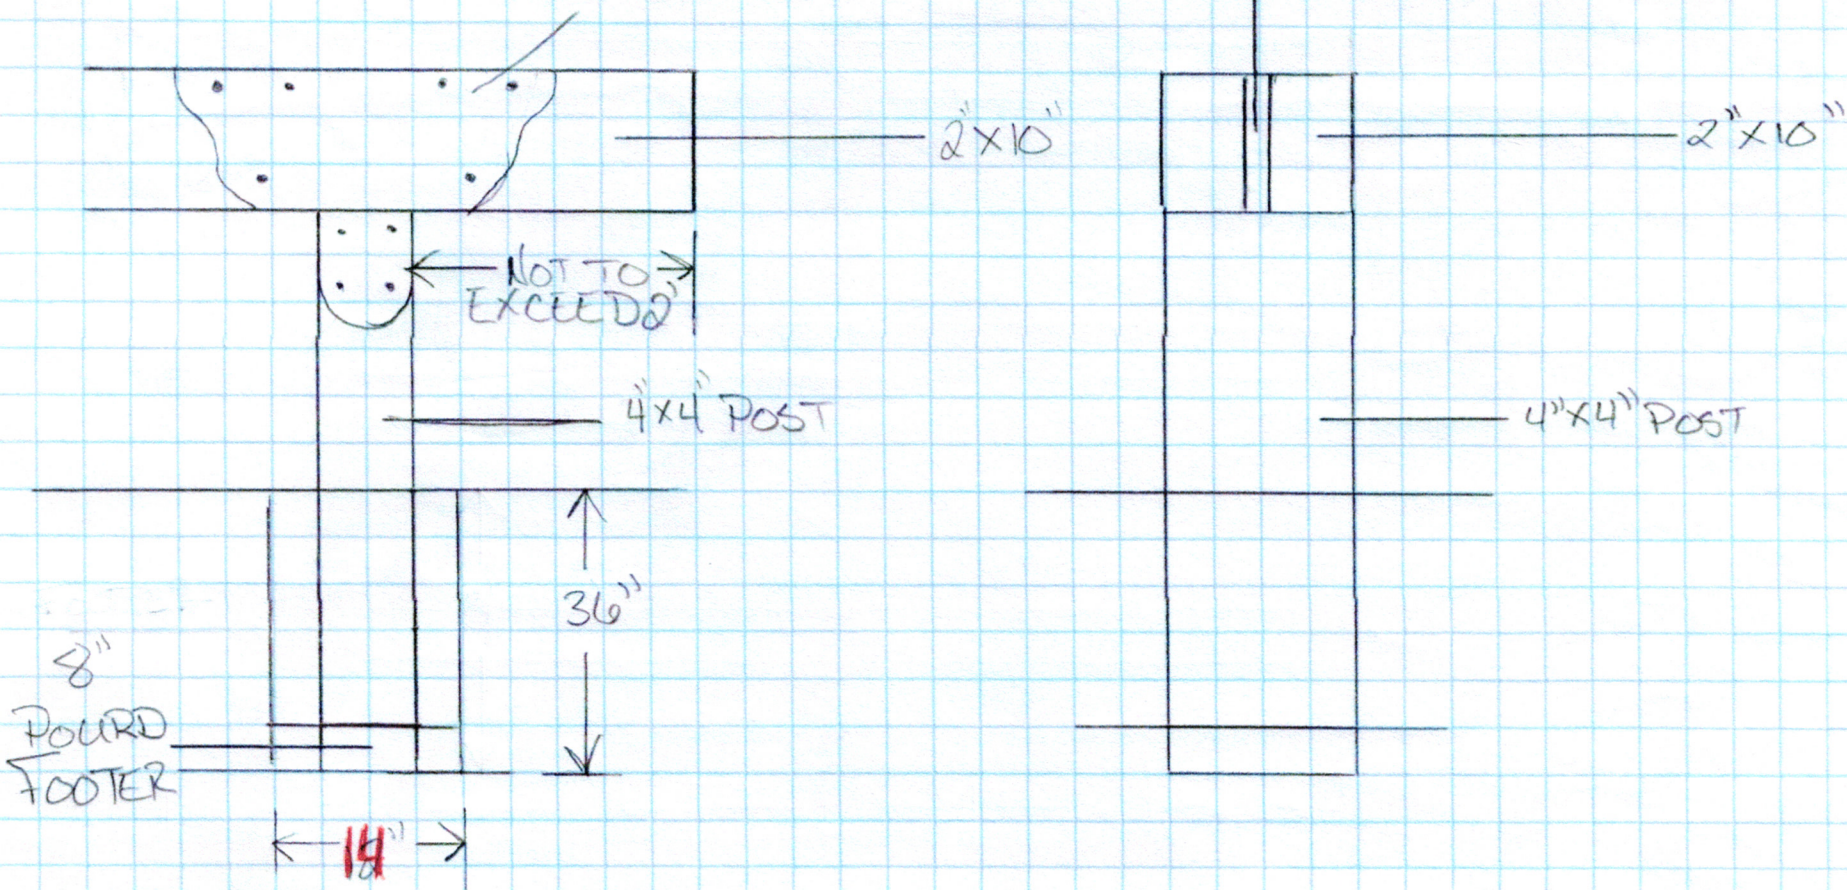 2"X10"
2"X10"
NOT TO
EXCEED 2'
4"X4" POST
4"X4" POST
36"
8"
POURD
FOOTER